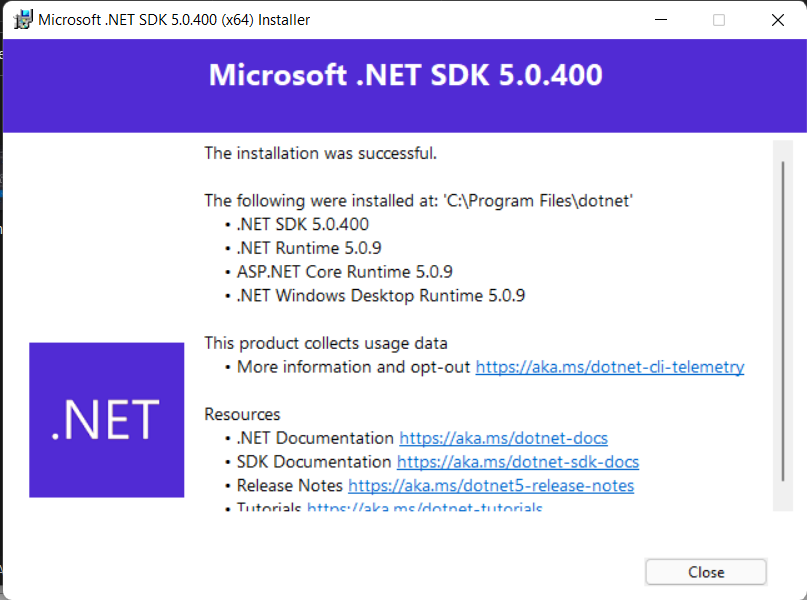 Microsoft .NET SDK 5.0.400 (x64) Installer
Microsoft .NET SDK 5.0.400
The installation was successful.
The following were installed at: 'C:\Program Files\dotnet'
• .NET SDK 5.0.400
• .NET Runtime 5.0.9
• ASP.NET Core Runtime 5.0.9
• .NET Windows Desktop Runtime 5.0.9
This product collects usage data
• More information and opt-out https://aka.ms/dotnet-cli-telemetry
.NET
Resources
• .NET Documentation https://aka.ms/dotnet-docs
• SDK Documentation https://aka.ms/dotnet-sdk-docs
• Release Notes https://aka.ms/dotnet5-release-notes
• Tutorials https://aka.ms/dotnet-tutorials
Close